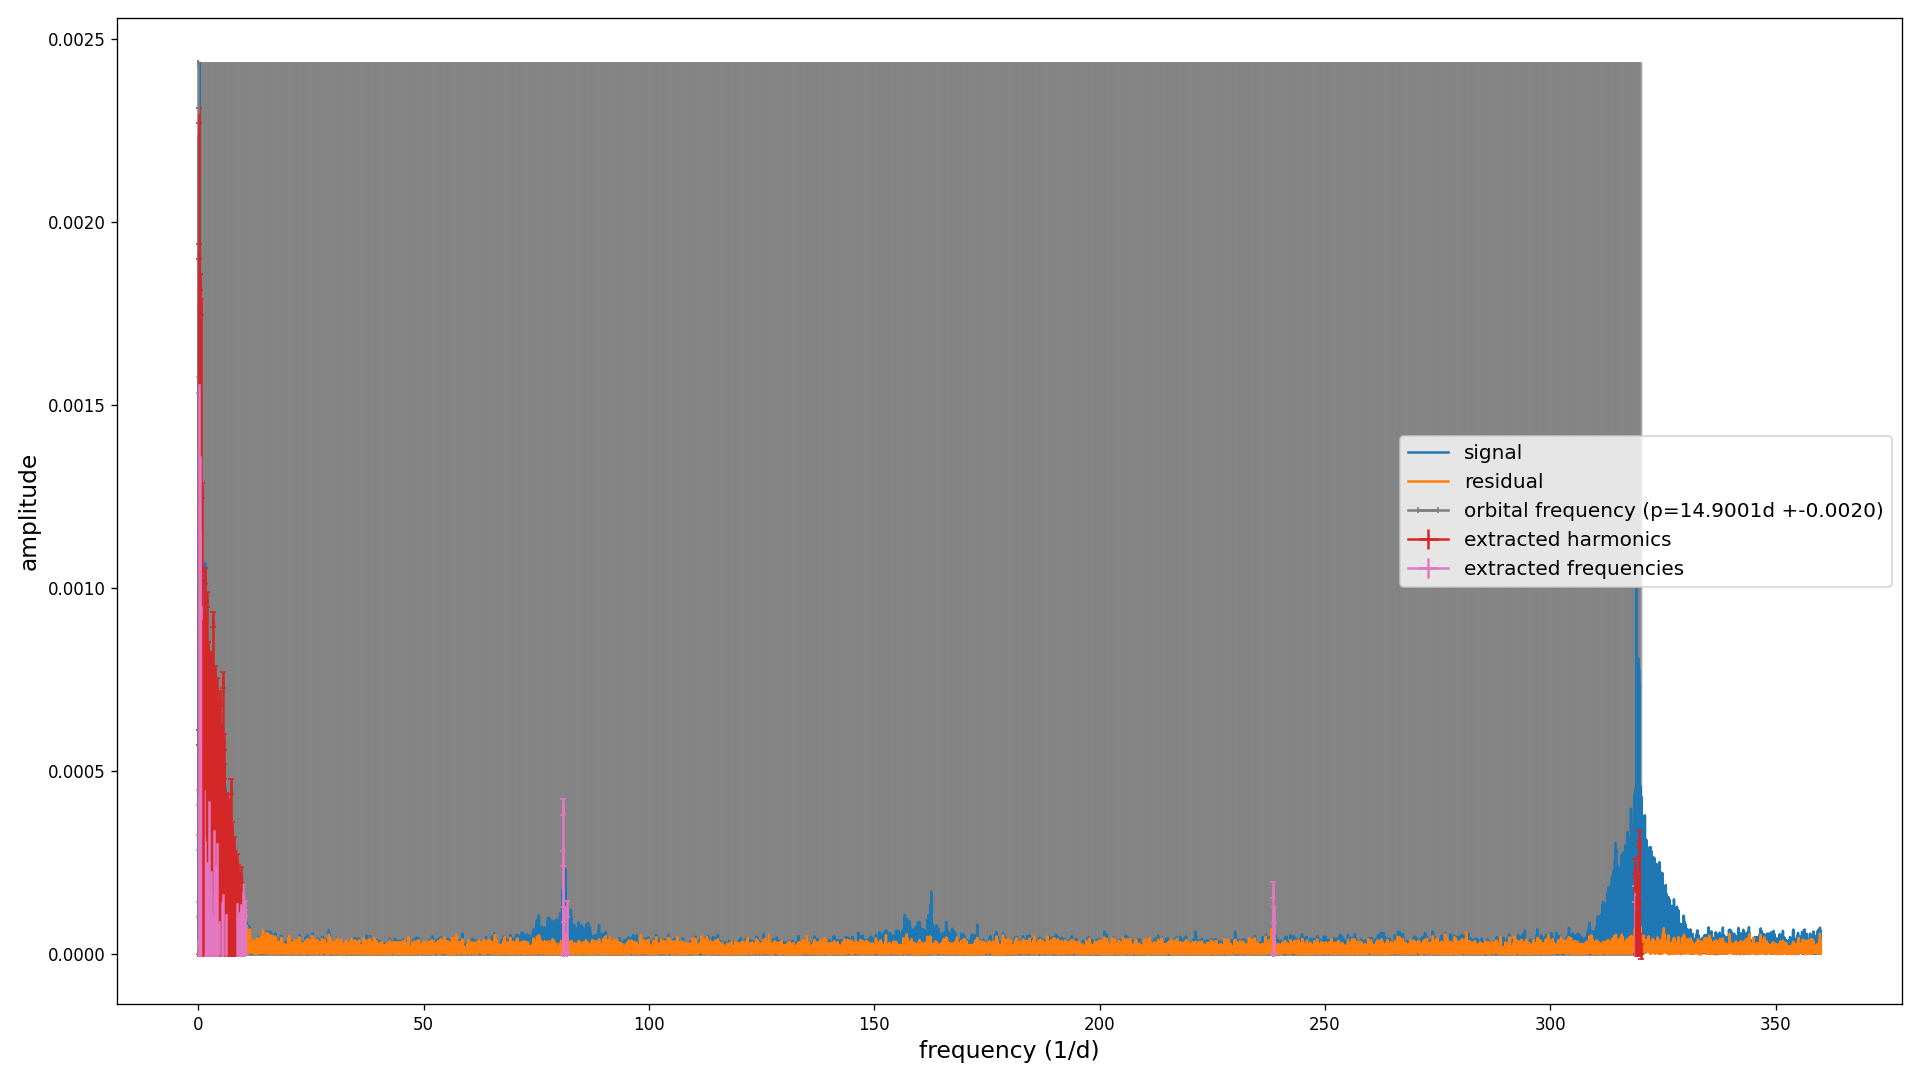 0.0025
0.0020
0.0015
0.0010
0.0005
0.0000
amplitude
signal
residual
orbital frequency (p=14.9001d +-0.0020)
extracted harmonics
extracted frequencies
0 50 100 150 200 250 300 350
frequency (1/d)